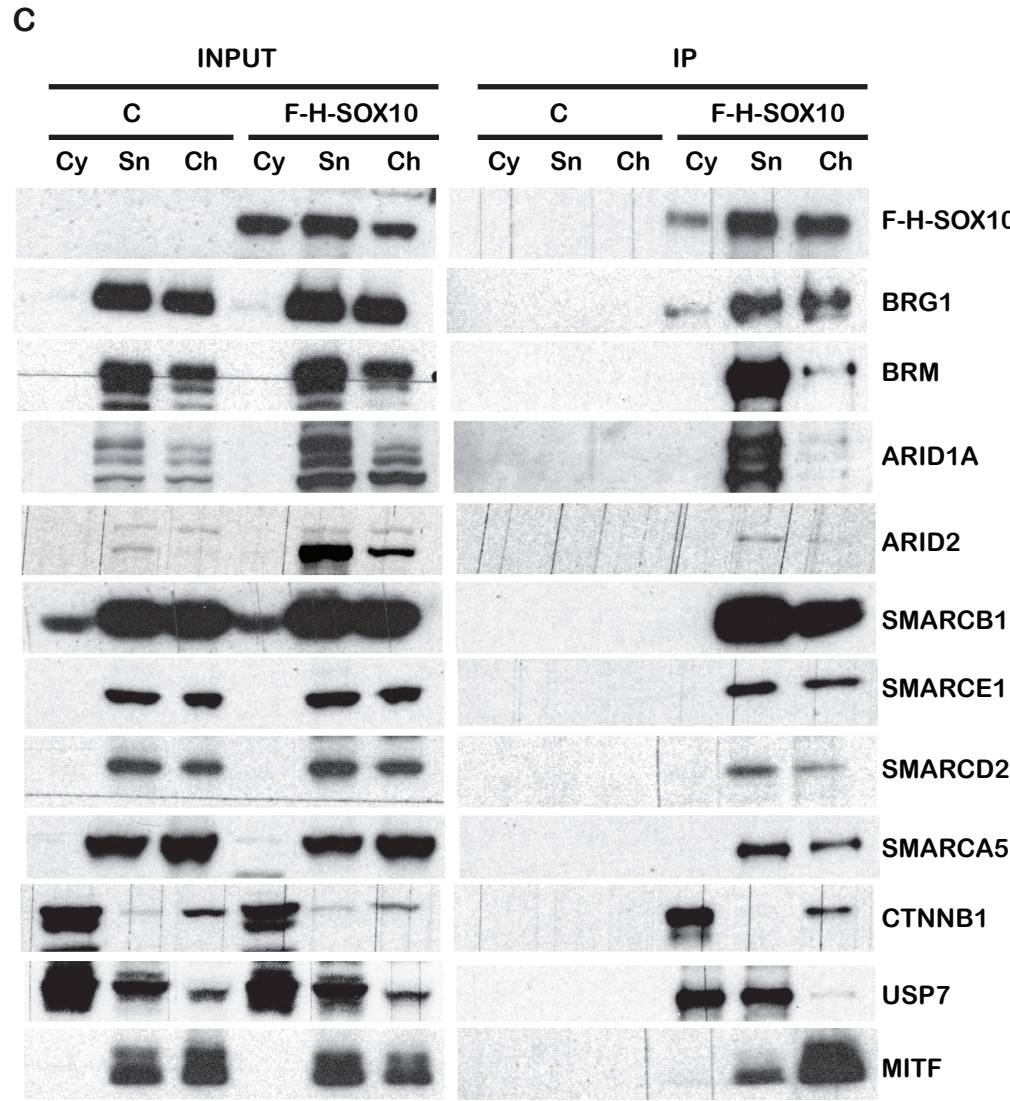 C
INPUT IP
C F-H-SOX10 C F-H-SOX10
Cy Sn Ch Cy Sn Ch Cy Sn Ch Cy Sn Ch
F-H-SOX10
BRG1
BRM
ARID1A
ARID2
SMARCB1
SMARCE1
SMARCD2
SMARCA5
CTNNB1
USP7
MITF